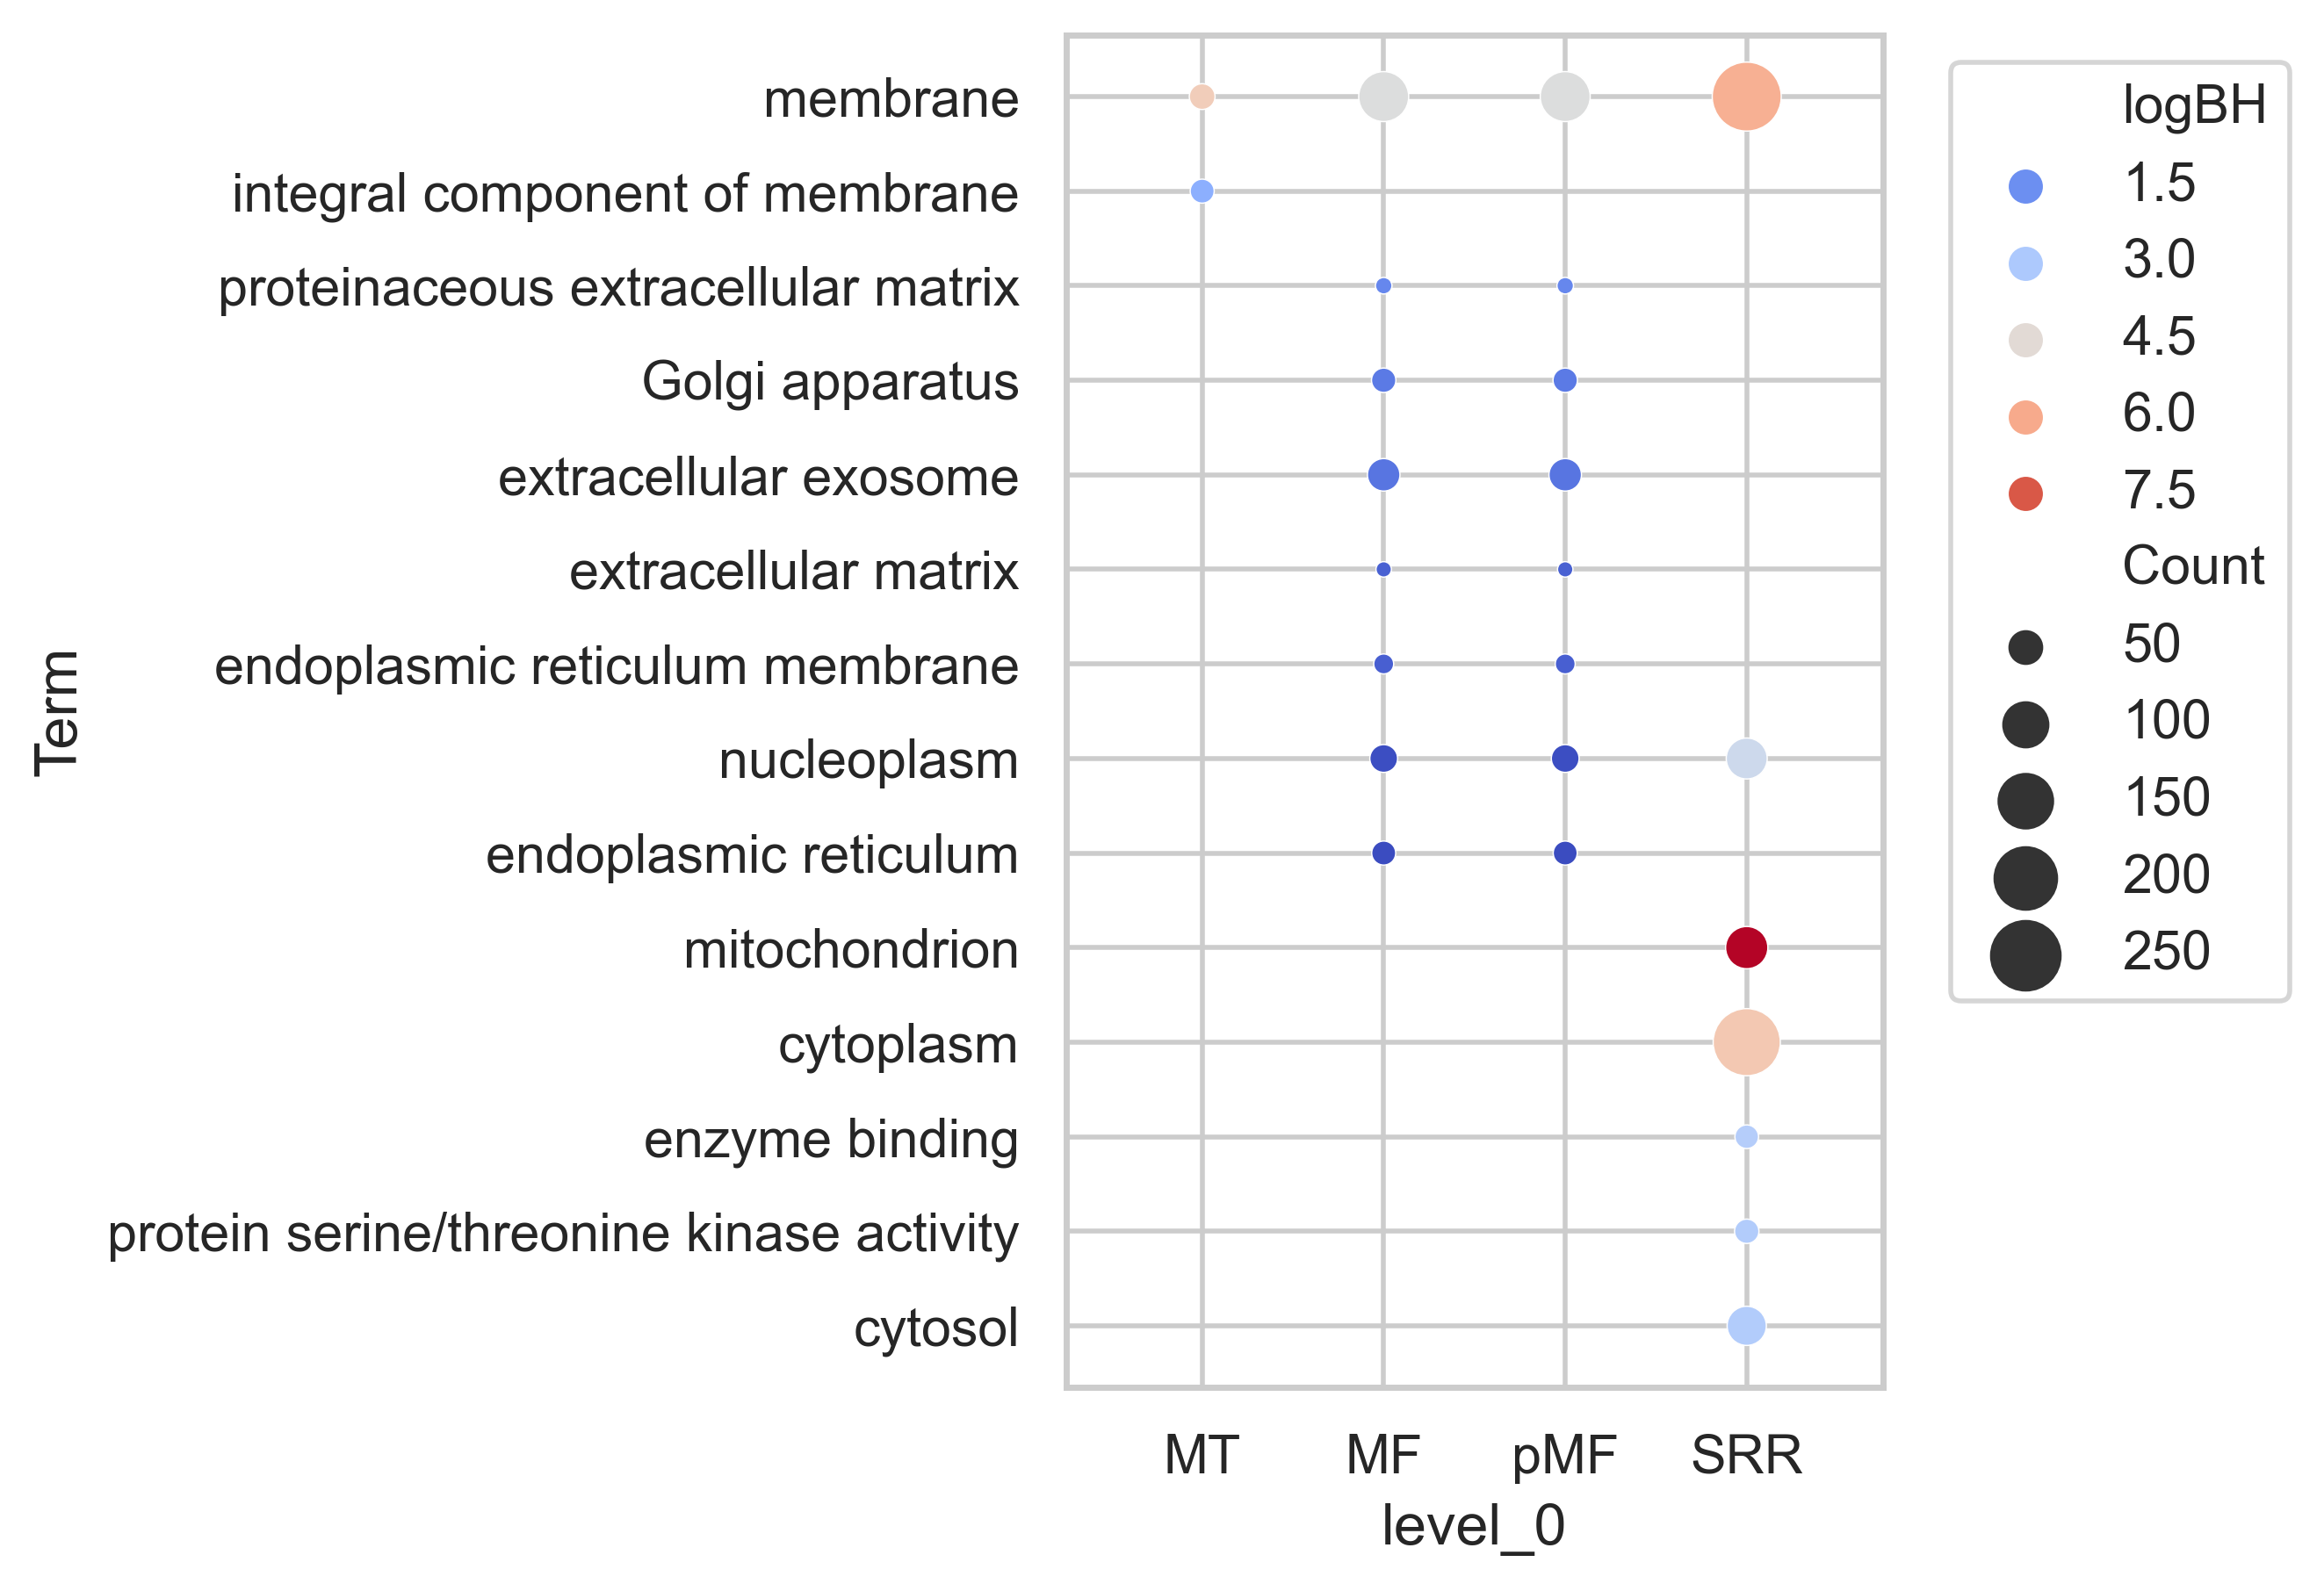 membrane
integral component of membrane
proteinaceous extracellular matrix
Golgi apparatus
extracellular exosome
extracellular matrix
endoplasmic reticulum membrane
nucleoplasm
endoplasmic reticulum
mitochondrion
cytoplasm
enzyme binding
protein serine/threonine kinase activity
cytosol
Term
MT MF pMF SRR
level_0
logBH
1.5
3.0
4.5
6.0
7.5
Count
50
100
150
200
250